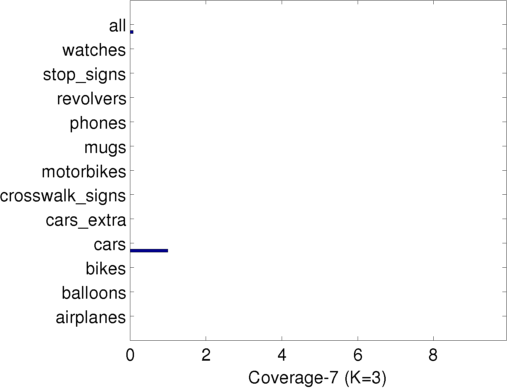 all
watches
stop_signs
revolvers
phones
mugs
motorbikes
crosswalk_signs
cars_extra
cars
bikes
balloons
airplanes
0 2 4 6 8
Coverage-7 (K=3)